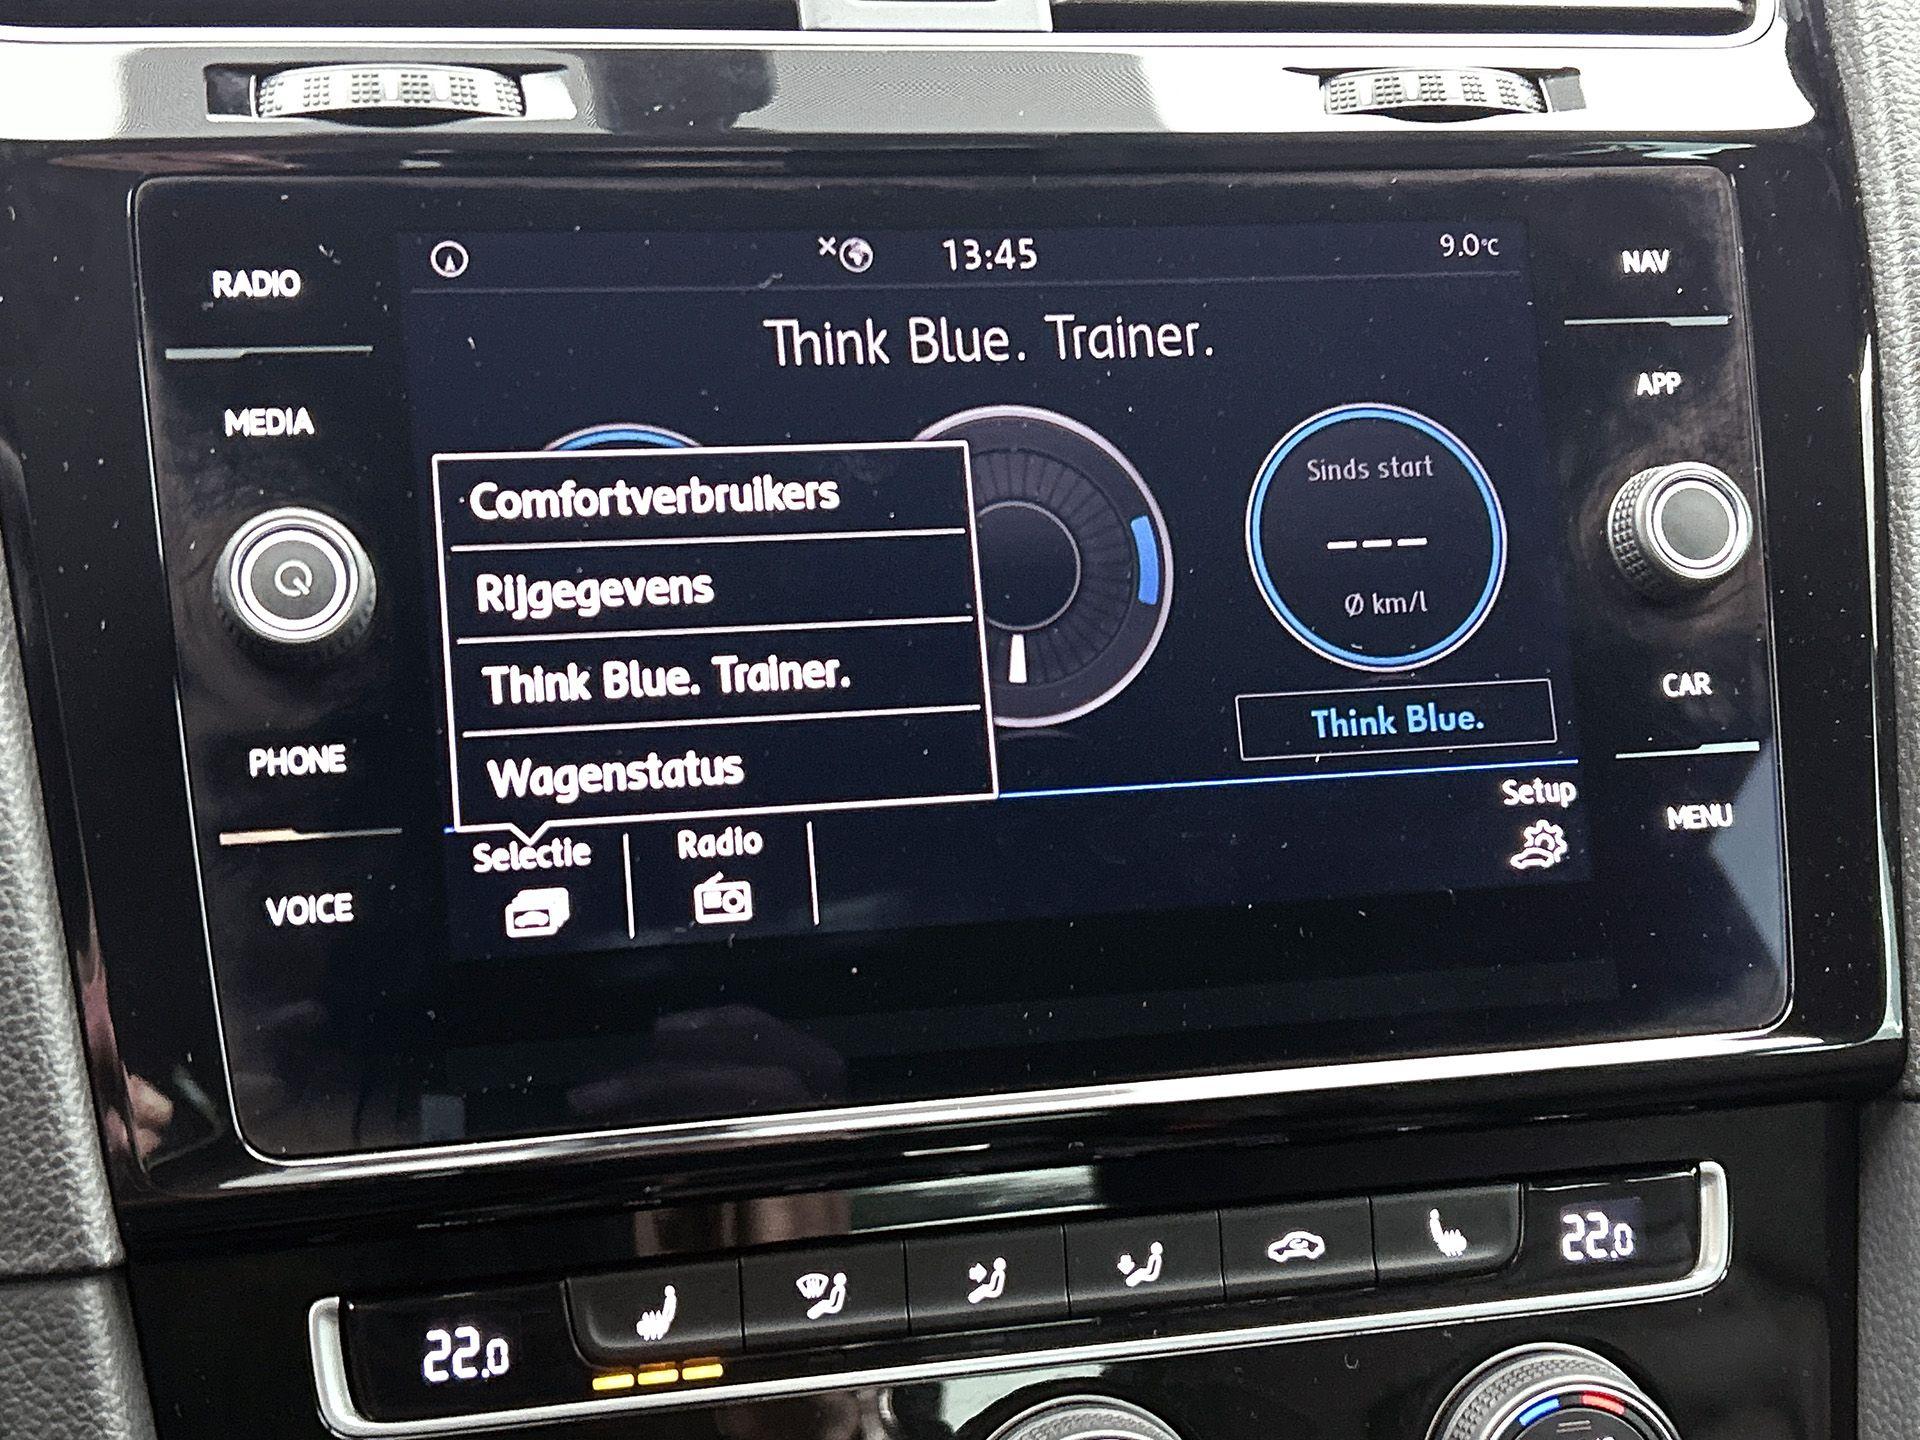 RADIO
MEDIA
PHONE
VOICE
13:45
9.0°C
Think Blue. Trainer.
Comfortverbruikers
Rijgegevens
Think Blue. Trainer.
Wagenstatus
Sinds start
---
Ø km/l
Think Blue.
Selectie
Radio
Setup
NAV
APP
CAR
MENU
22.0
22.0